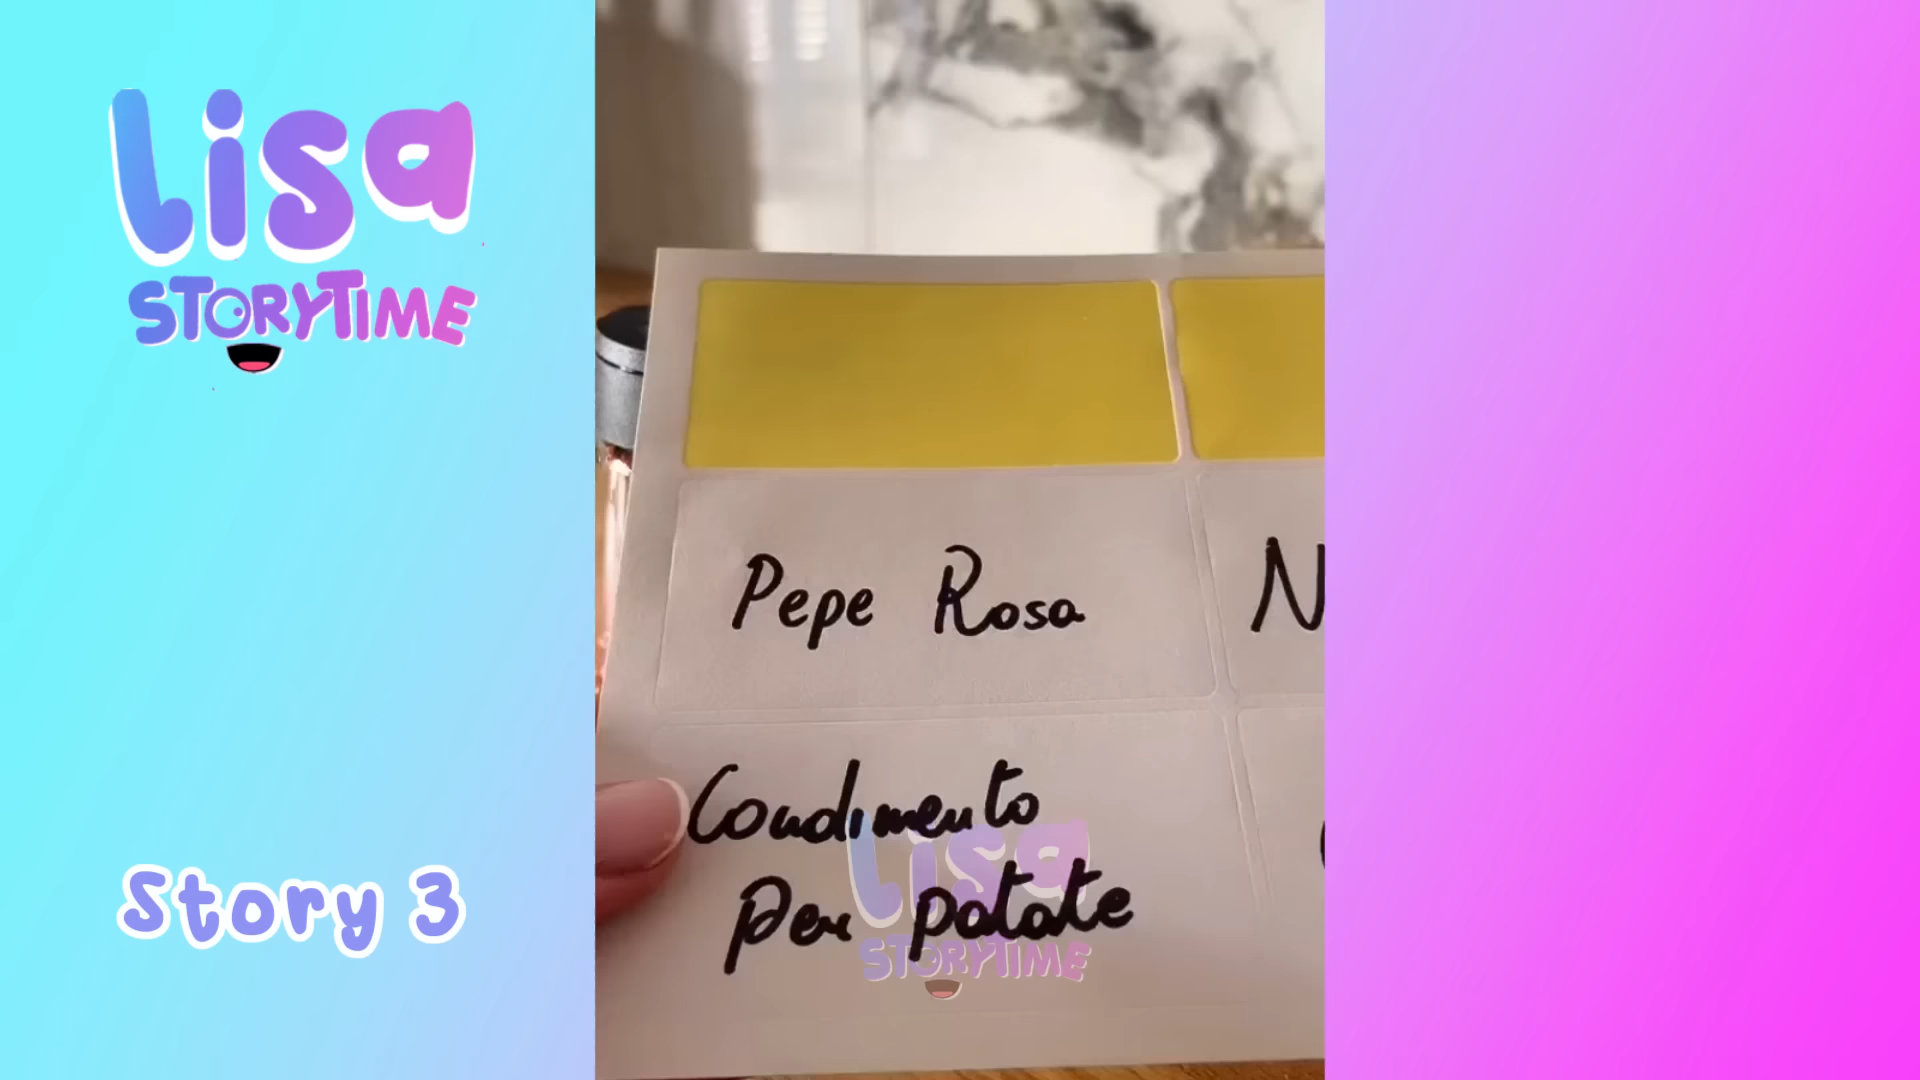 Lisa
STORYTIME
Story 3
Pepe Rosa
N
Condimento
per patate
Lisa
STORYTIME